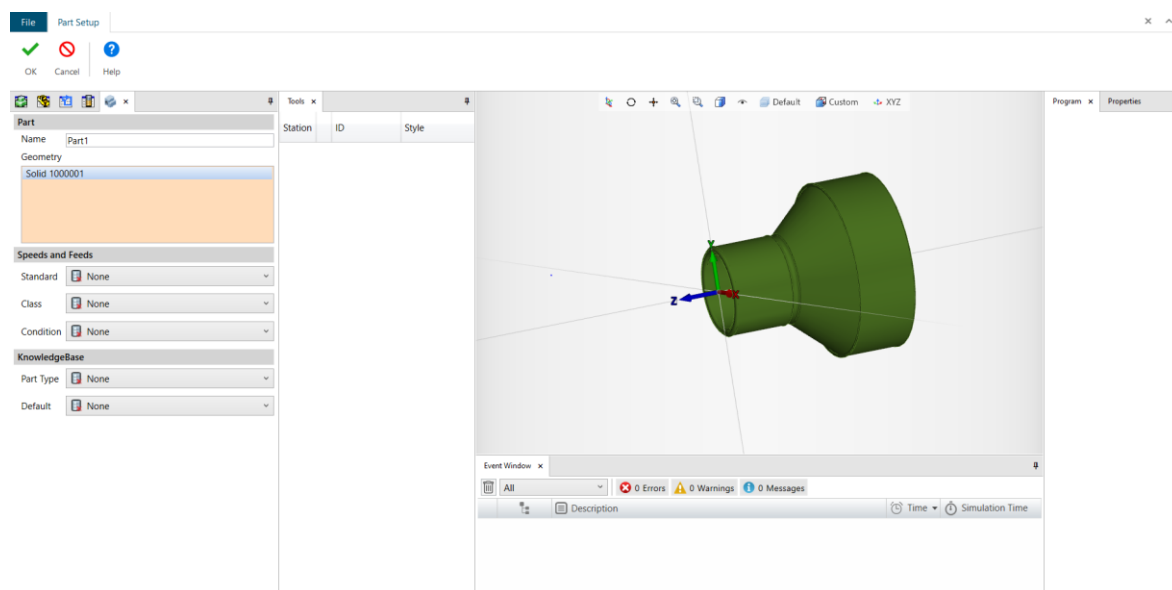 File Part Setup
OK Cancel Help
Part
Name Part1
Geometry
Solid 1000001
Speeds and Feeds
Standard None
Class None
Condition None
KnowledgeBase
Part Type None
Default None
Tools
Station ID Style
Default Custom XYZ
Y
Z X
Event Window
All 0 Errors 0 Warnings 0 Messages
Description Time Simulation Time
Program Properties